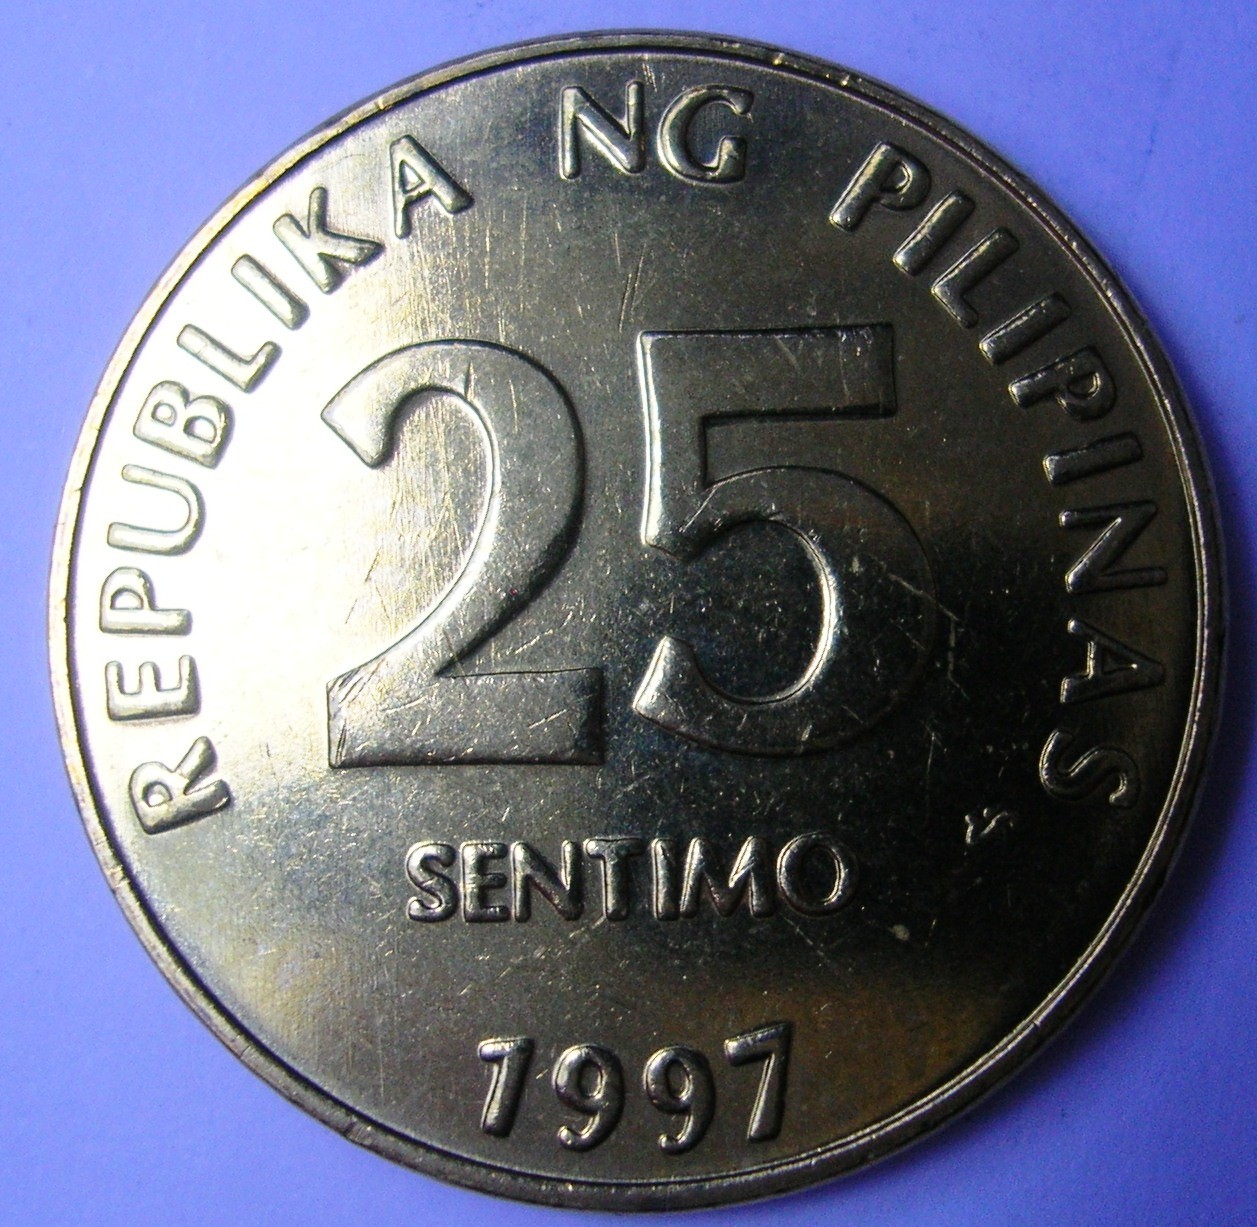 REPUBLIKA NG PILIPINAS
25
SENTIMO
1997